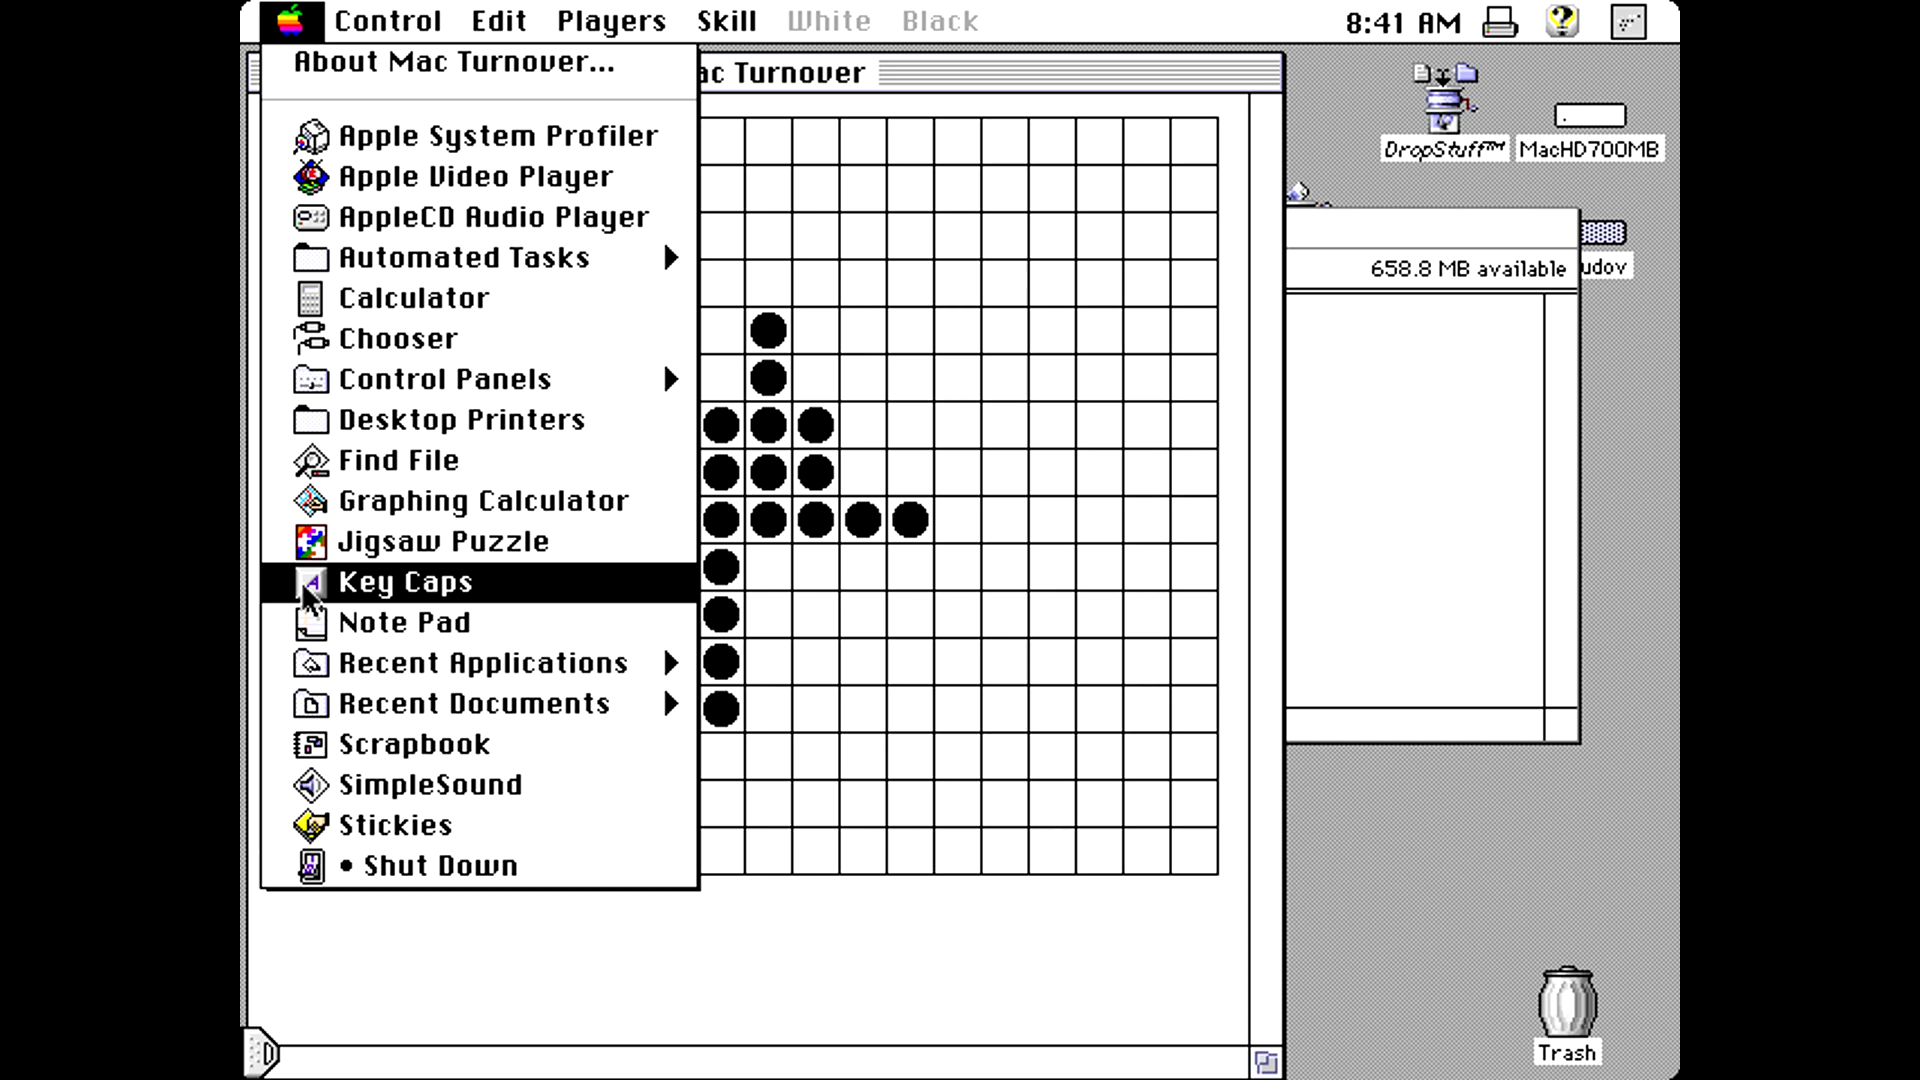 Control Edit Players Skill White Black 8:41 AM
About Mac Turnover...
ac Turnover
Apple System Profiler
Apple Video Player
AppleCD Audio Player
Automated Tasks
Calculator
Chooser
Control Panels
Desktop Printers
Find File
Graphing Calculator
Jigsaw Puzzle
Key Caps
Note Pad
Recent Applications
Recent Documents
Scrapbook
SimpleSound
Stickies
• Shut Down
DropStuff™
MacHD700MB
658.8 MB available
udov
Trash